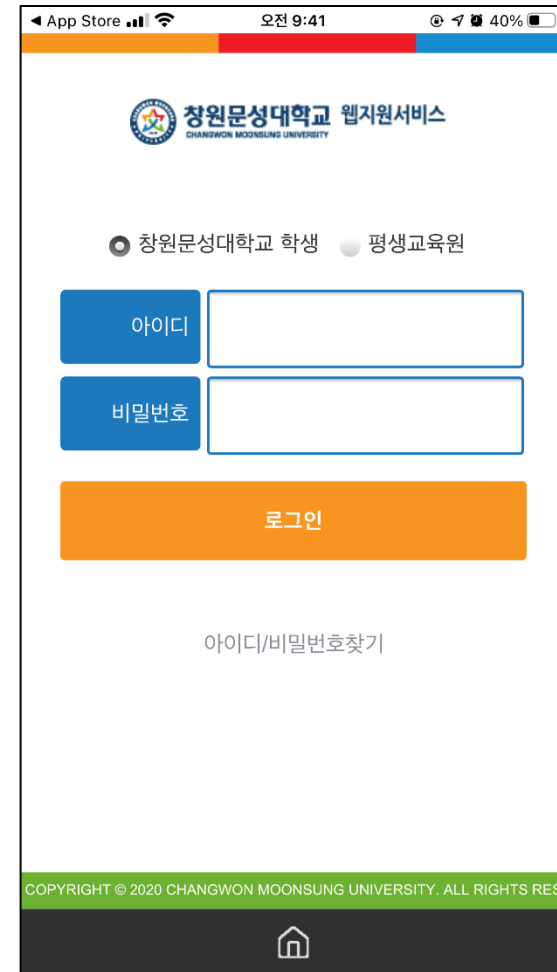 ◀ App Store 오전 9:41 40%
창원문성대학교 웹지원서비스
CHANGWON MOONSUNG UNIVERSITY
창원문성대학교 학생 평생교육원
아이디
비밀번호
로그인
아이디/비밀번호찾기
COPYRIGHT © 2020 CHANGWON MOONSUNG UNIVERSITY. ALL RIGHTS RES